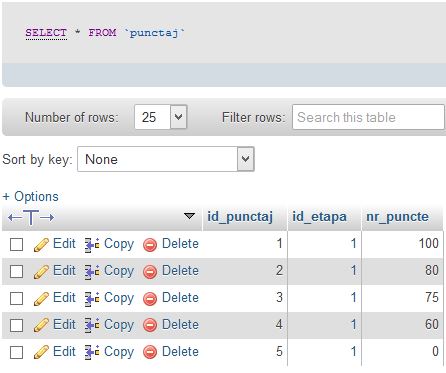 SELECT * FROM `punctaj`
Number of rows: 25 Filter rows: Search this table
Sort by key: None
+ Options
id_punctaj id_etapa nr_puncte
Edit Copy Delete 1 1 100
Edit Copy Delete 2 1 80
Edit Copy Delete 3 1 75
Edit Copy Delete 4 1 60
Edit Copy Delete 5 1 0